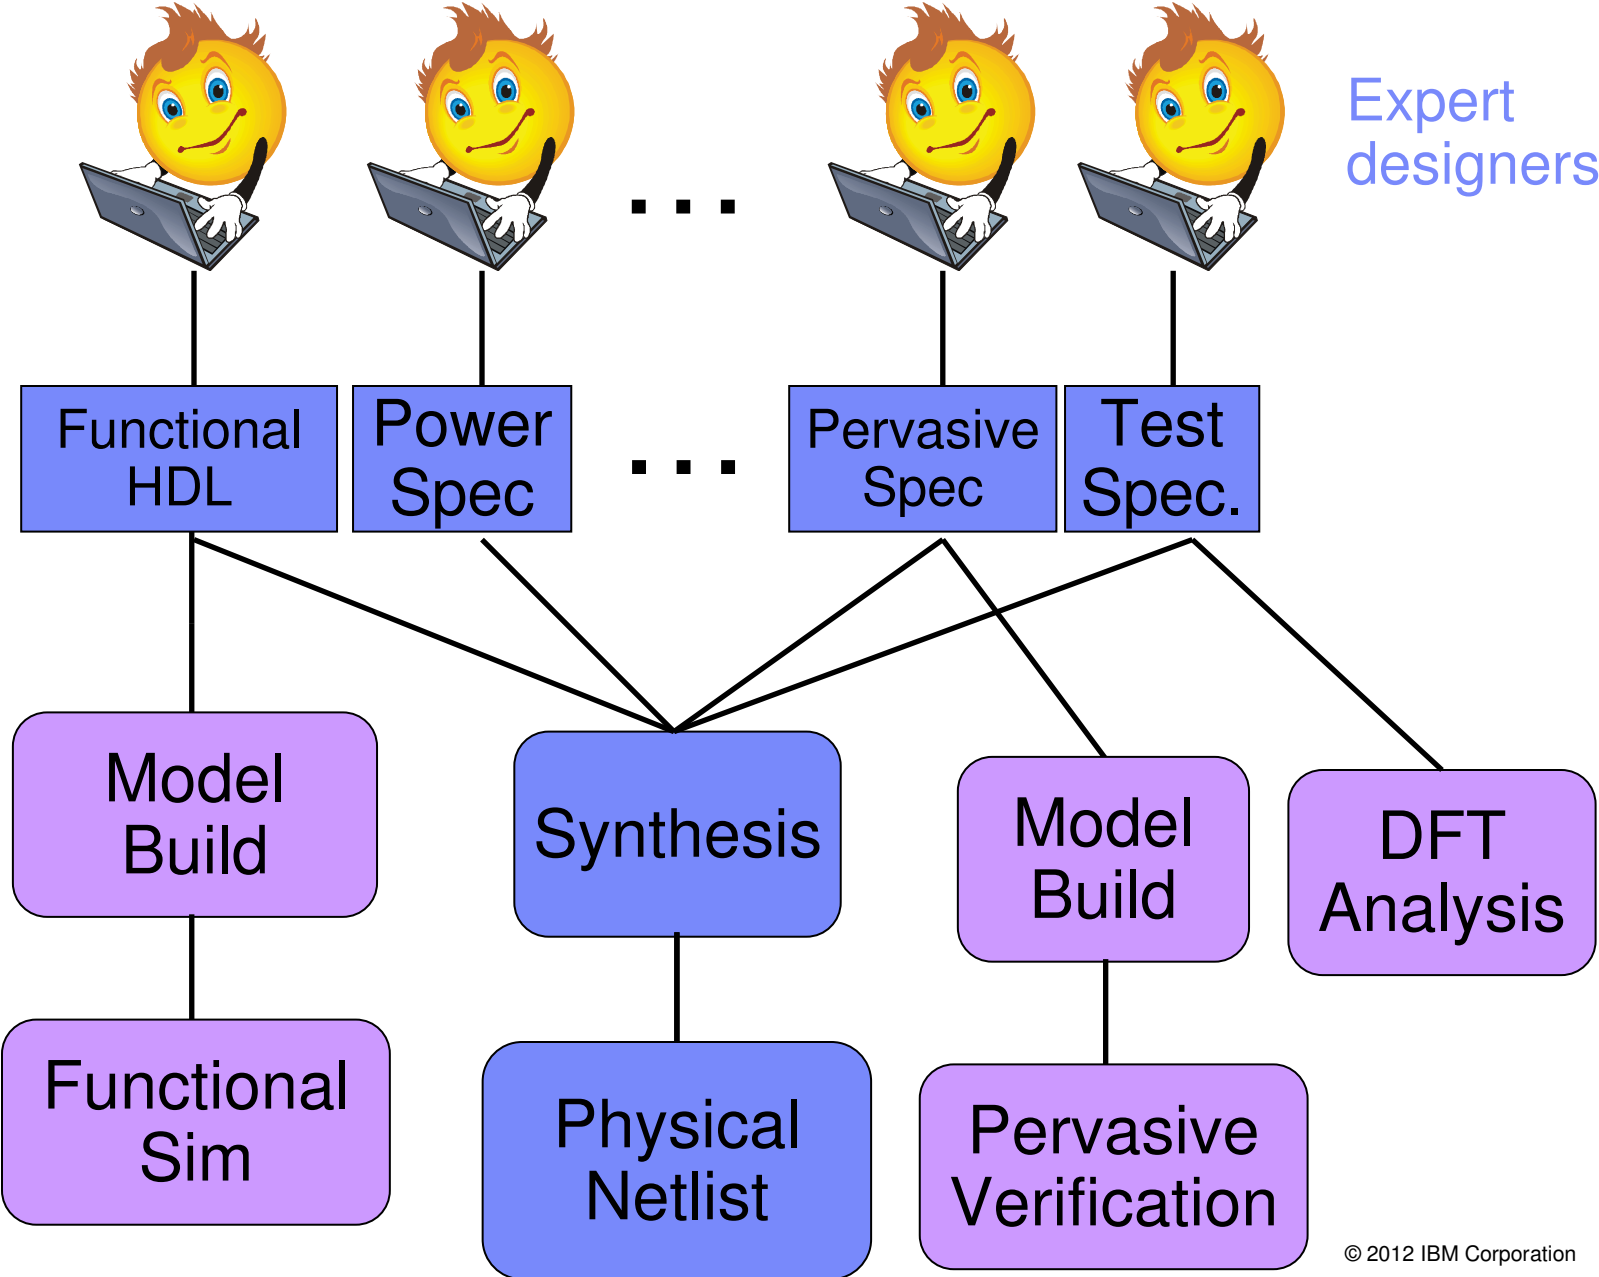 Expert
designers
. . .
Functional
HDL
Power
Spec
. . .
Pervasive
Spec
Test
Spec.
Model
Build
Synthesis
Model
Build
DFT
Analysis
Functional
Sim
Physical
Netlist
Pervasive
Verification
© 2012 IBM Corporation